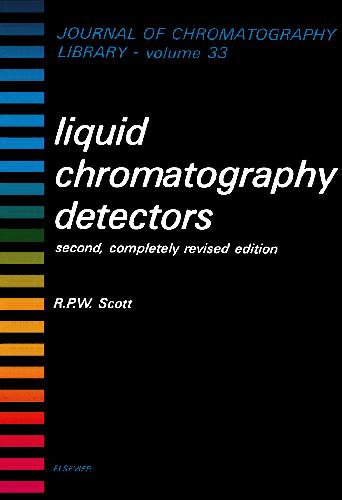 JOURNAL OF CHROMATOGRAPHY
LIBRARY - volume 33
liquid
chromatography
detectors
second, completely revised edition
R.P.W. Scott
ELSEVIER